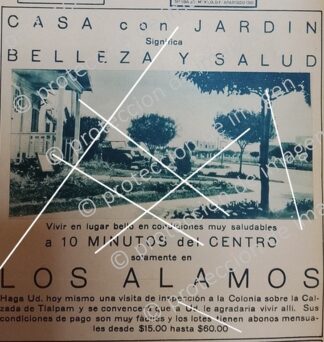 CASA con JARDIN
Significa
BELLEZA Y SALUD
Vivir en lugar bello en condiciones muy saludables
a 10 MINUTOS del CENTRO
solamente en
LOS ALAMOS
Haga Ud. hoy mismo una visita de inspección a la Colonia sobre la Cal-
zada de Tlalpam y se convencerá que a Ud. le agradaría vivir allí. Sus
condiciones de pago son muy fáciles y los lotes tienen abonos mensua-
les desde $15.00 hasta $60.00